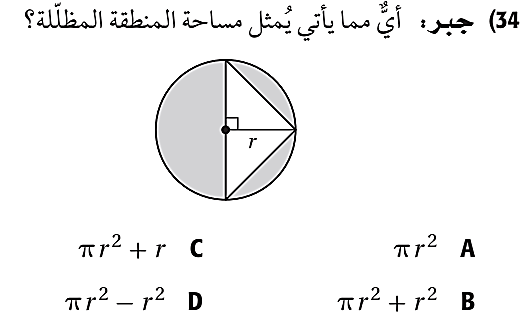 34) جبر: أيٌّ مما يأتي يُمثل مساحة المنطقة المظلّلة؟
r
πr² A
πr² + r C
πr² + r² B
πr² − r² D